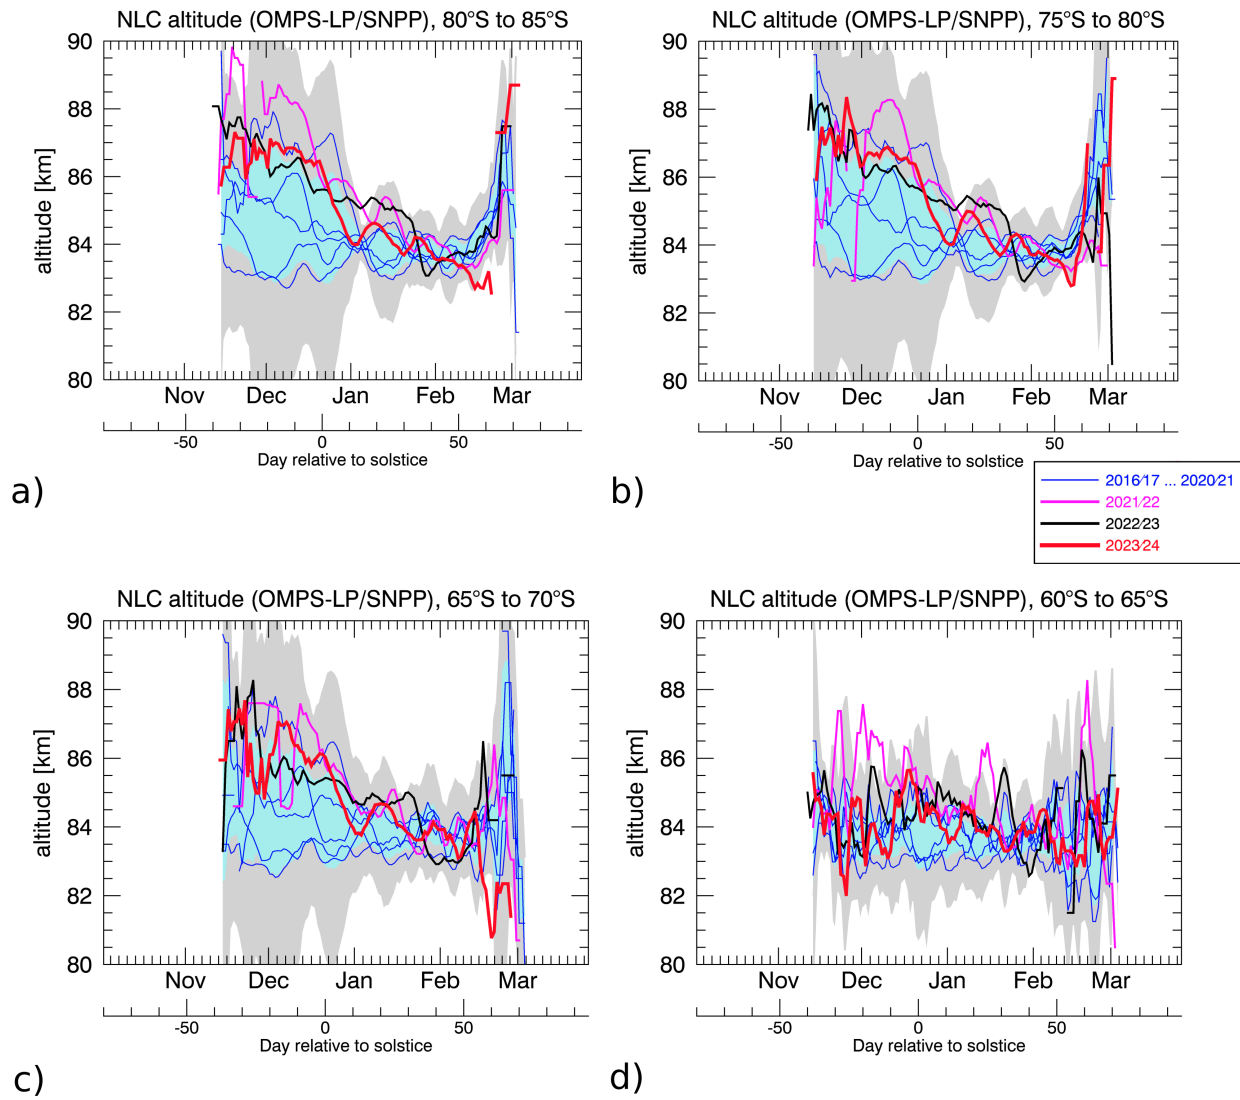 NLC altitude (OMPS-LP/SNPP), 80°S to 85°S
90
88
86
84
82
80
altitude [km]
Nov Dec Jan Feb Mar
-50 0 50
Day relative to solstice
a)
NLC altitude (OMPS-LP/SNPP), 75°S to 80°S
90
88
86
84
82
80
altitude [km]
Nov Dec Jan Feb Mar
-50 0 50
Day relative to solstice
b)
2016/17 ... 2020/21
2021/22
2022/23
2023/24
NLC altitude (OMPS-LP/SNPP), 65°S to 70°S
90
88
86
84
82
80
altitude [km]
Nov Dec Jan Feb Mar
-50 0 50
Day relative to solstice
c)
NLC altitude (OMPS-LP/SNPP), 60°S to 65°S
90
88
86
84
82
80
altitude [km]
Nov Dec Jan Feb Mar
-50 0 50
Day relative to solstice
d)